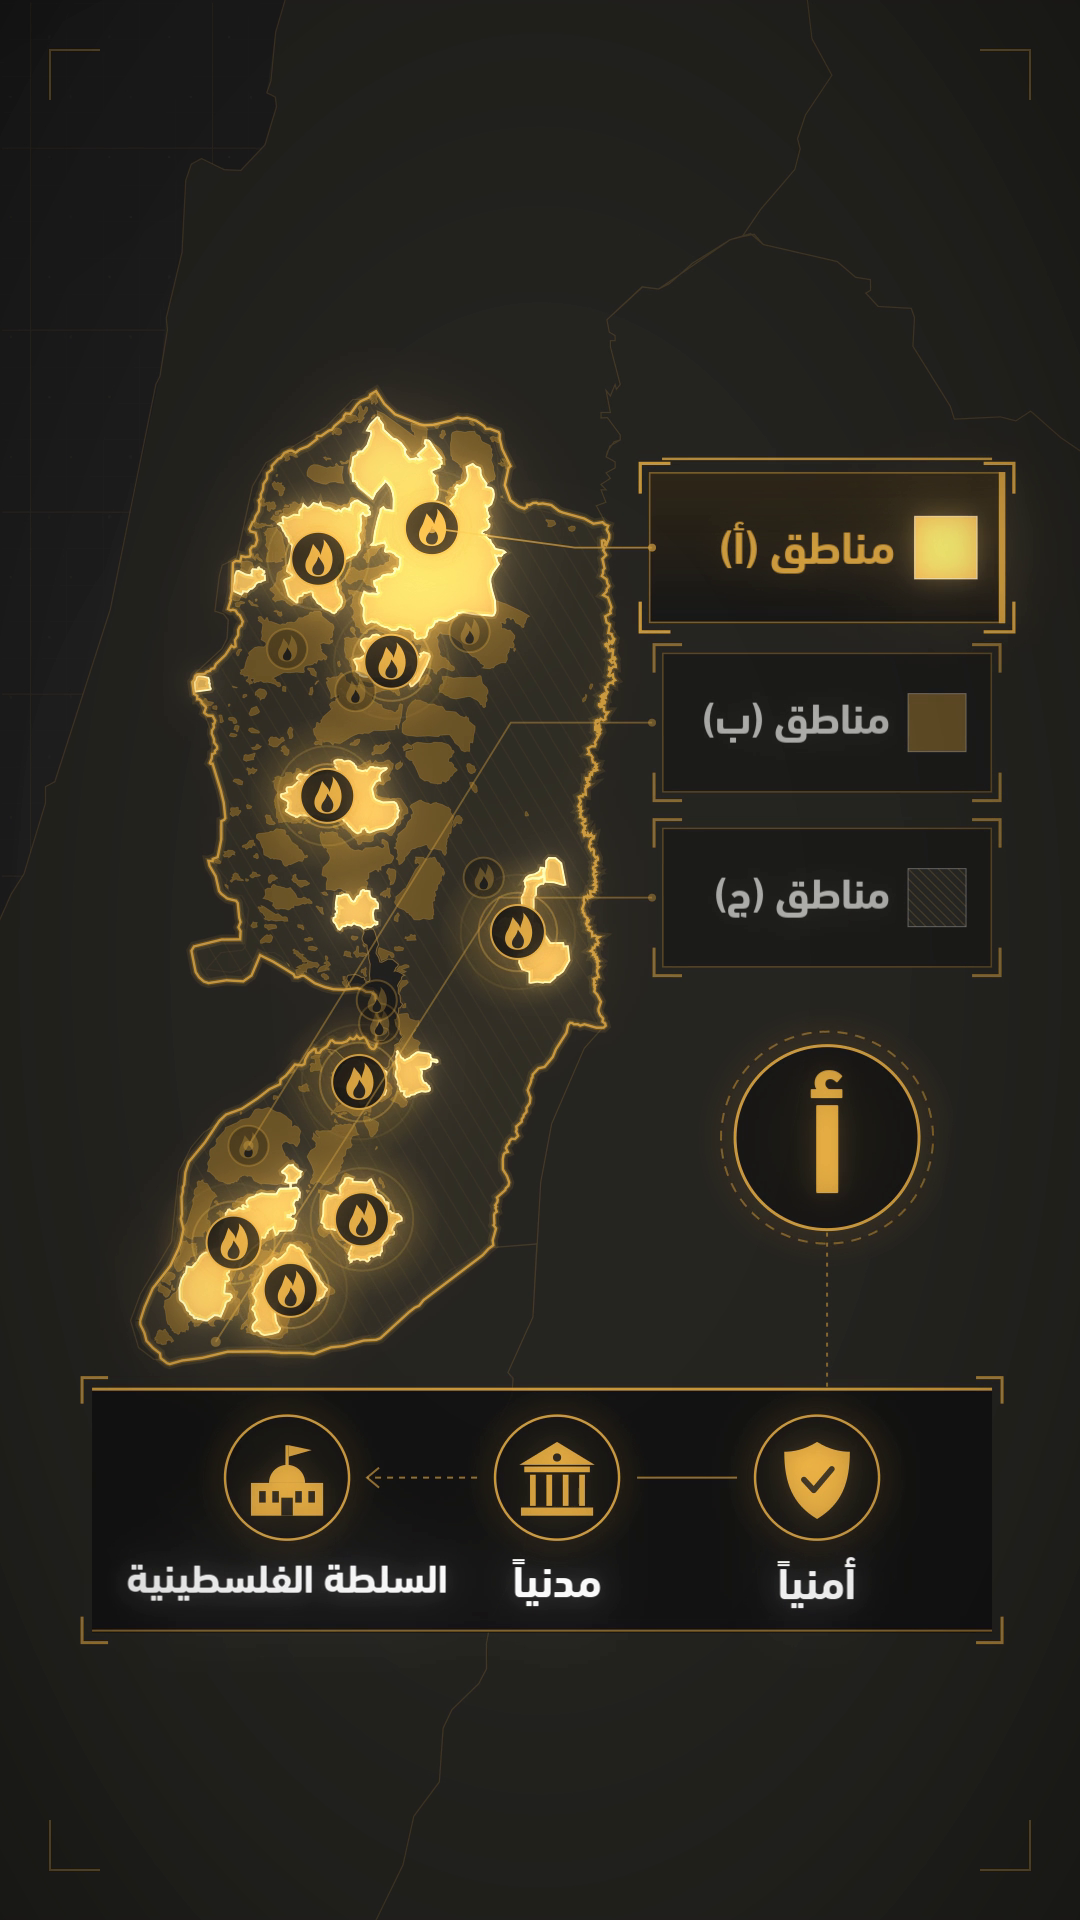 مناطق (أ)
مناطق (ب)
مناطق (ج)
أ
أمنياً
مدنياً
السلطة الفلسطينية